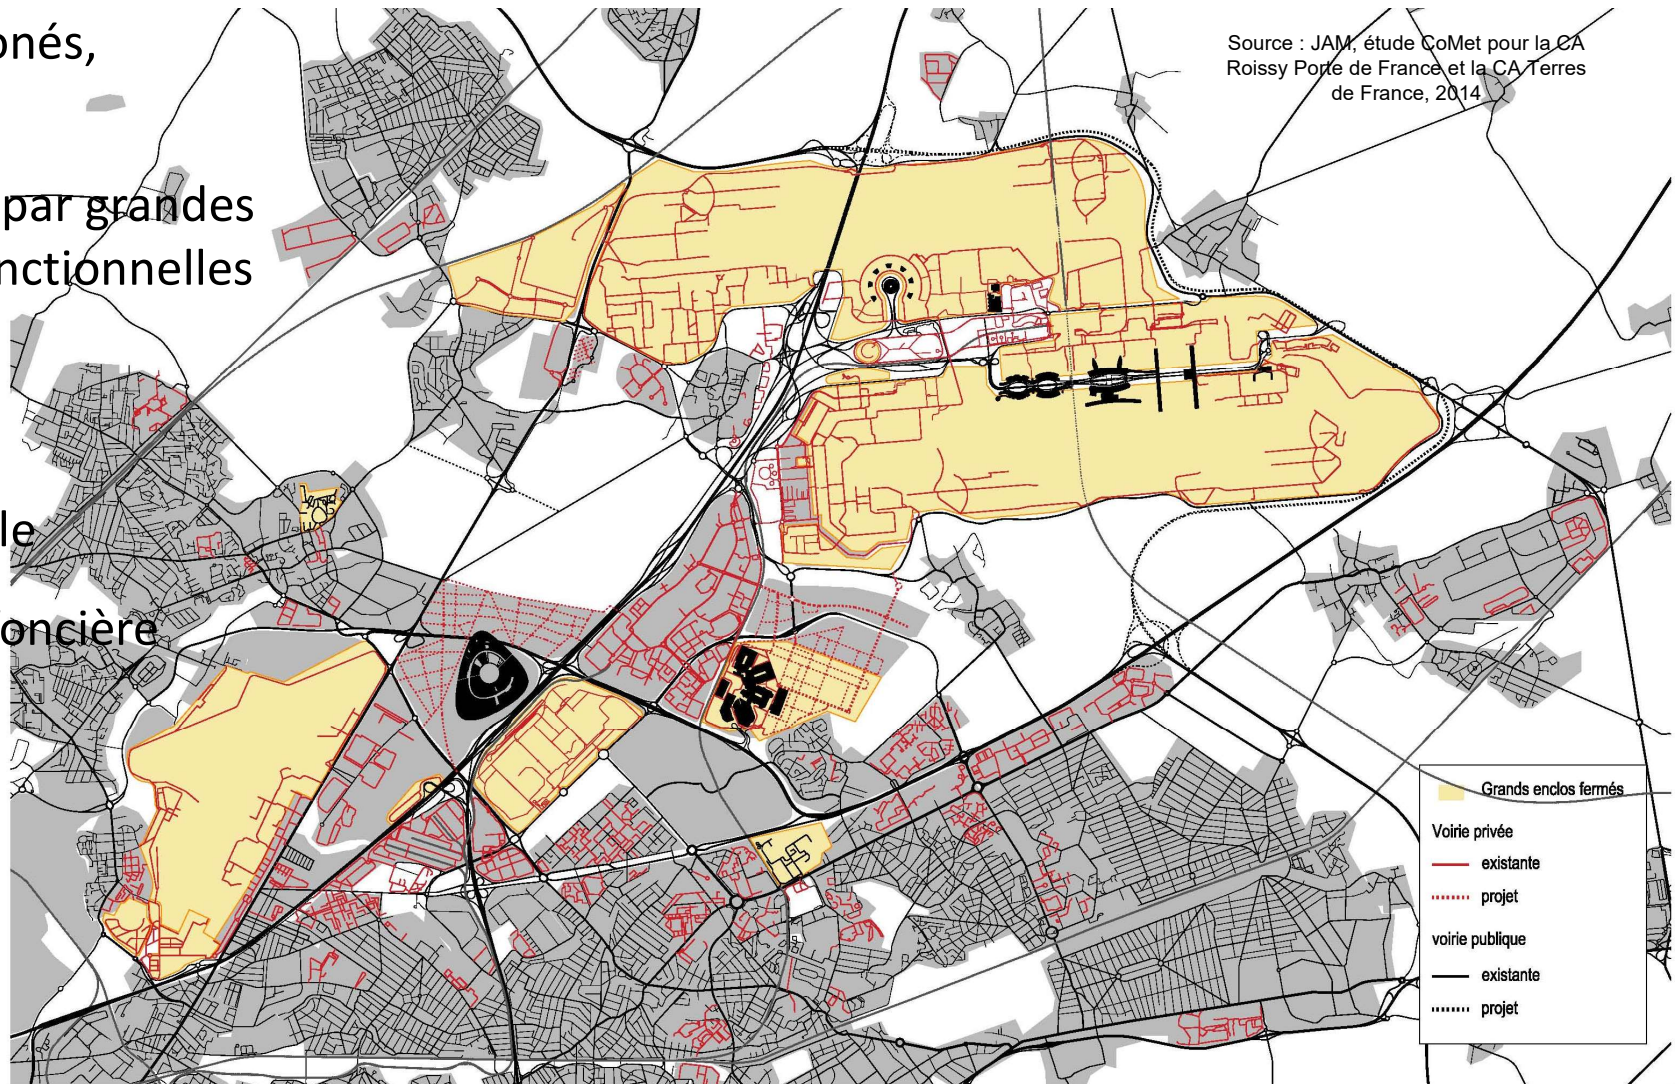 onés,
par grandes
nctionnelles
le
oncière
Source : JAM, étude CoMet pour la CA
Roissy Porte de France et la CA Terres
de France, 2014
Grands enclos fermés
Voirie privée
existante
projet
voirie publique
existante
projet